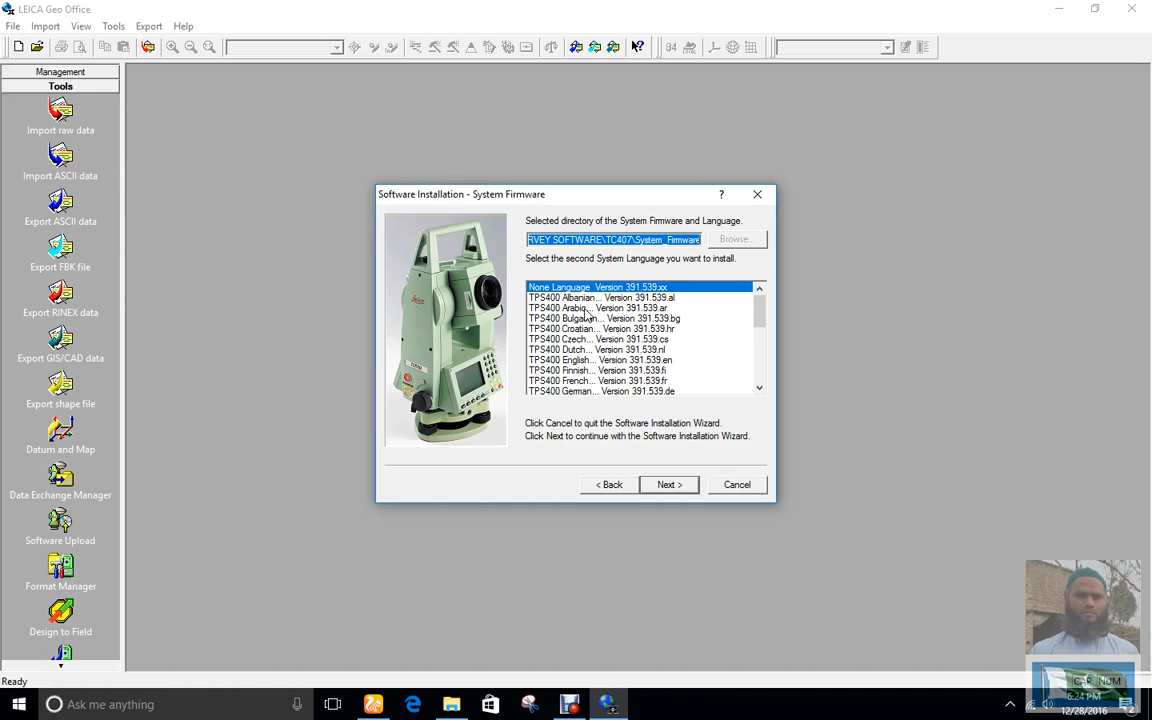 LEICA Geo Office
File Import View Tools Export Help
Management
Tools
Import raw data
Import ASCII data
Export ASCII data
Export FBK file
Export RINEX data
Export GIS/CAD data
Export shape file
Datum and Map
Data Exchange Manager
Software Upload
Format Manager
Design to Field
Software Installation - System Firmware
Selected directory of the System Firmware and Language.
RVEY SOFTWARE\TC407\System_Firmware
Browse...
Select the second System Language you want to install.
None Language Version 391.539.xx
TPS400 Albanian... Version 391.539.al
TPS400 Arabic... Version 391.539.ar
TPS400 Bulgarian... Version 391.539.bg
TPS400 Croatian... Version 391.539.hr
TPS400 Czech... Version 391.539.cs
TPS400 Dutch... Version 391.539.nl
TPS400 English... Version 391.539.en
TPS400 Finnish... Version 391.539.fi
TPS400 French... Version 391.539.fr
TPS400 German... Version 391.539.de
Click Cancel to quit the Software Installation Wizard.
Click Next to continue with the Software Installation Wizard.
< Back
Next >
Cancel
Ready
Ask me anything
CAP NUM
6:24 PM
12/28/2016